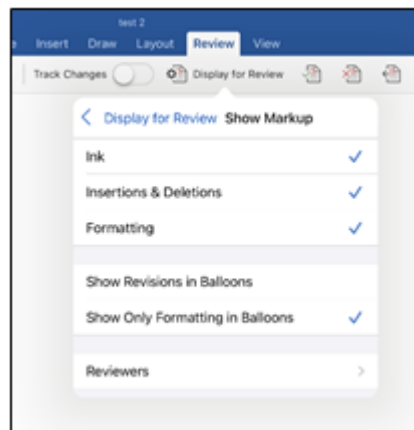 test 2
Insert Draw Layout Review View
Track Changes Display for Review
Display for Review Show Markup
Ink
Insertions & Deletions
Formatting
Show Revisions in Balloons
Show Only Formatting in Balloons
Reviewers